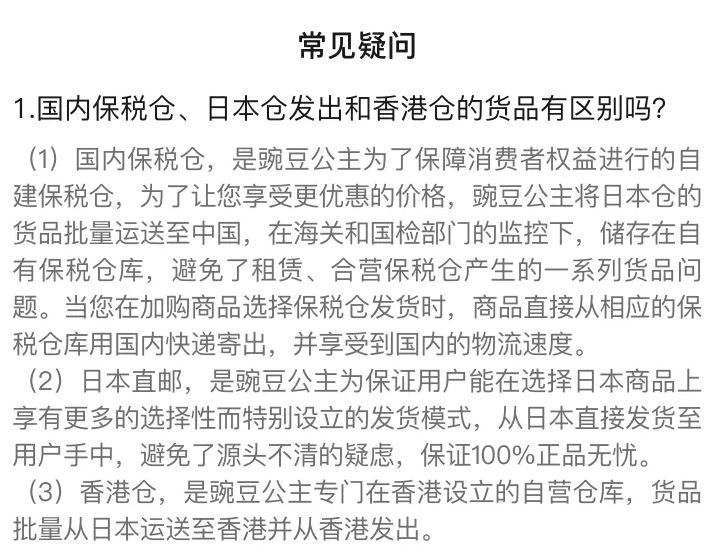 常见疑问
1.国内保税仓、日本仓发出和香港仓的货品有区别吗?
（1）国内保税仓，是豌豆公主为了保障消费者权益进行的自
建保税仓，为了让您享受更优惠的价格，豌豆公主将日本仓的
货品批量运送至中国，在海关和国检部门的监控下，储存在自
有保税仓库，避免了租赁、合营保税仓产生的一系列货品问
题。当您在加购商品选择保税仓发货时，商品直接从相应的保
税仓库用国内快递寄出，并享受到国内的物流速度。
（2）日本直邮，是豌豆公主为保证用户能在选择日本商品上
享有更多的选择性而特别设立的发货模式，从日本直接发货至
用户手中，避免了源头不清的疑虑，保证100%正品无忧。
（3）香港仓，是豌豆公主专门在香港设立的自营仓库，货品
批量从日本运送至香港并从香港发出。